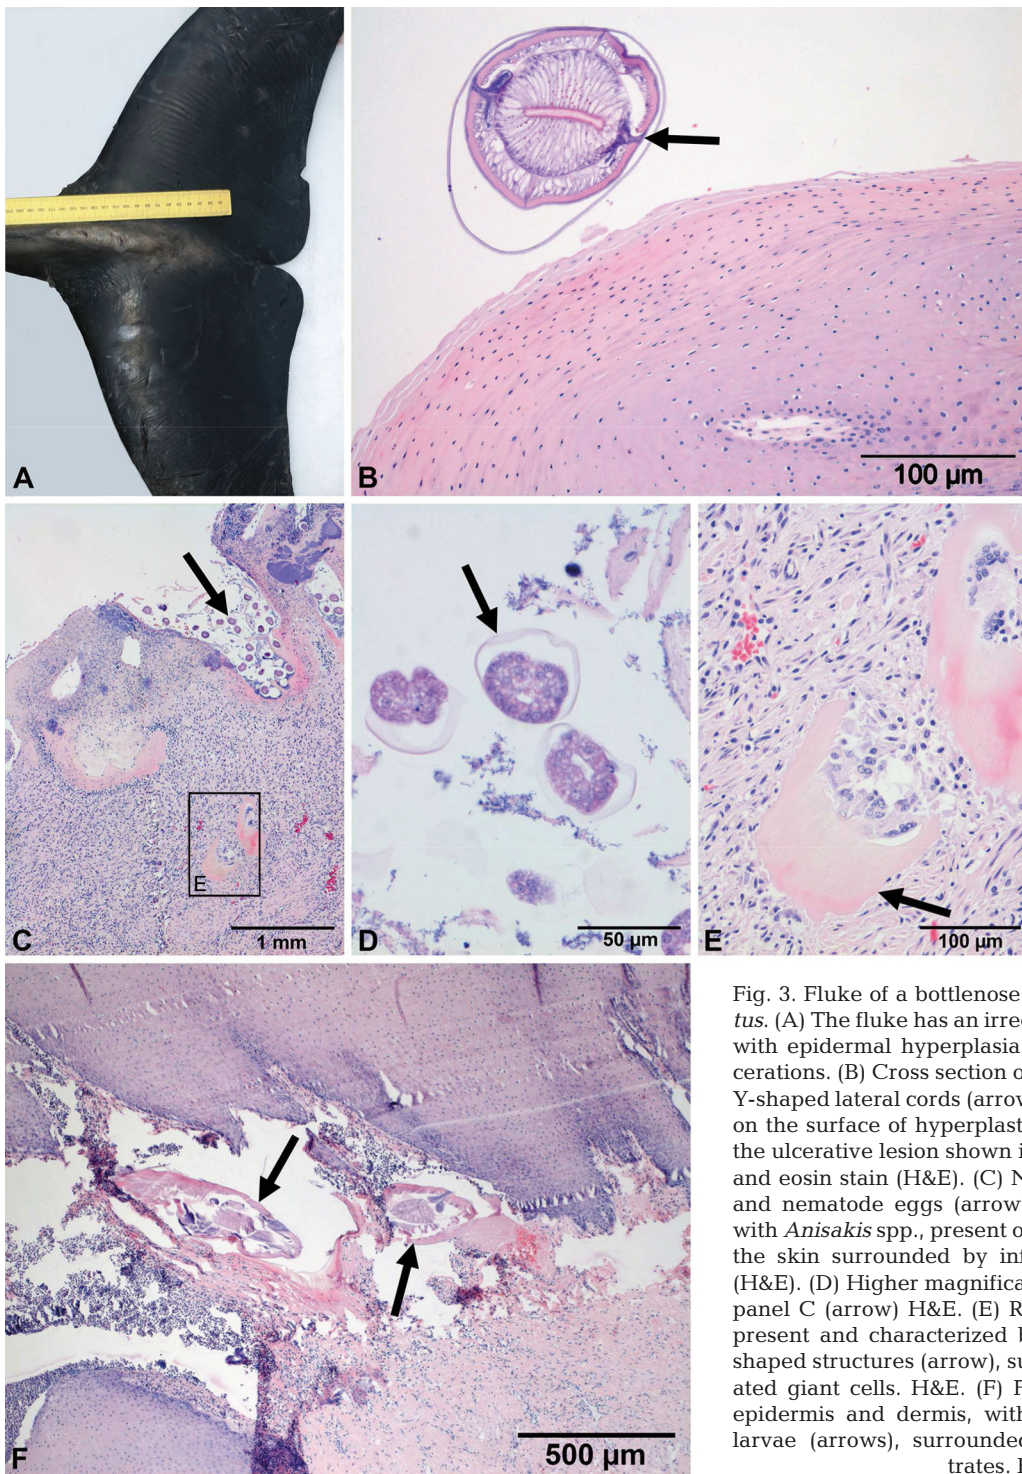 A
B
100 µm
C
E
1 mm
D
50 µm
E
100 µm
F
500 µm
Fig. 3. Fluke of a bottlenose
tus. (A) The fluke has an irre
with epidermal hyperplasia
cerations. (B) Cross section o
Y-shaped lateral cords (arrow
on the surface of hyperplast
the ulcerative lesion shown i
and eosin stain (H&E). (C) N
and nematode eggs (arrow
with Anisakis spp., present o
the skin surrounded by inf
(H&E). (D) Higher magnifica
panel C (arrow) H&E. (E) R
present and characterized b
shaped structures (arrow), su
ated giant cells. H&E. (F) F
epidermis and dermis, with
larvae (arrows), surrounded
trates. I